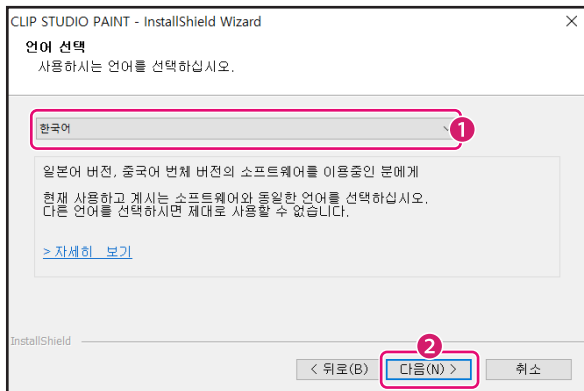 CLIP STUDIO PAINT - InstallShield Wizard
언어 선택
사용하시는 언어를 선택하십시오.
한국어
1
일본어 버전, 중국어 번체 버전의 소프트웨어를 이용중인 분에게
현재 사용하고 계시는 소프트웨어와 동일한 언어를 선택하십시오.
다른 언어를 선택하시면 제대로 사용할 수 없습니다.
> 자세히 보기
InstallShield
2
< 뒤로(B) 다음(N) > 취소